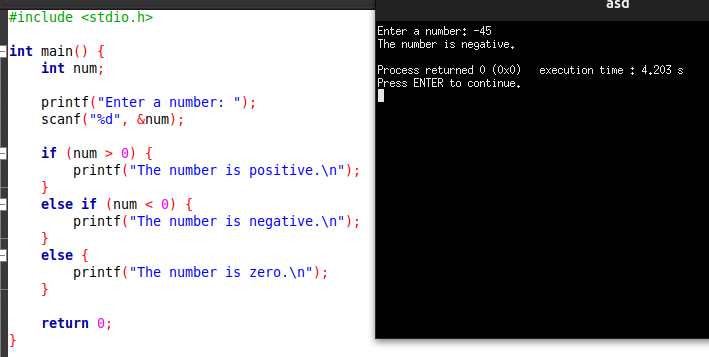 #include <stdio.h>
int main() {
    int num;
    printf("Enter a number: ");
    scanf("%d", &num);
    if (num > 0) {
        printf("The number is positive.\n");
    }
    else if (num < 0) {
        printf("The number is negative.\n");
    }
    else {
        printf("The number is zero.\n");
    }
    return 0;
}
asd
Enter a number: -45
The number is negative.
Process returned 0 (0x0)   execution time : 4.203 s
Press ENTER to continue.